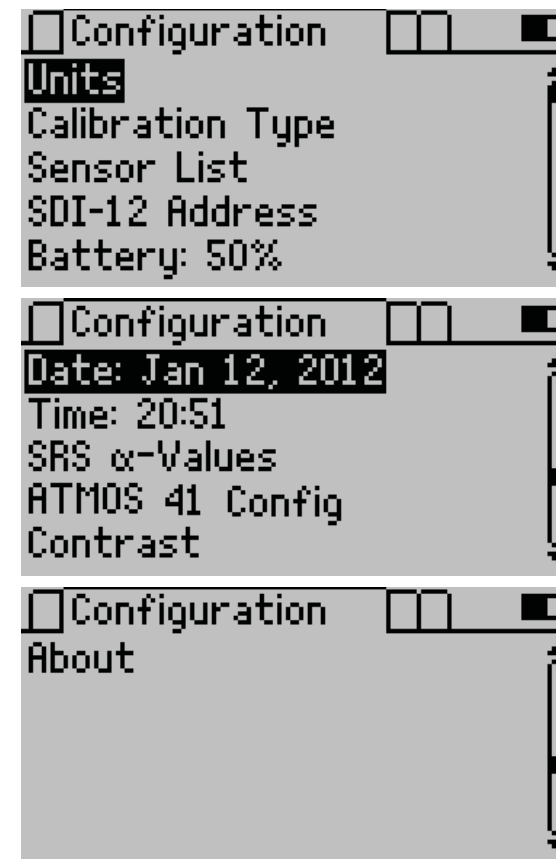 Configuration
Units
Calibration Type
Sensor List
SDI-12 Address
Battery: 50%
Configuration
Date: Jan 12, 2012
Time: 20:51
SRS α-Values
ATMOS 41 Config
Contrast
Configuration
About